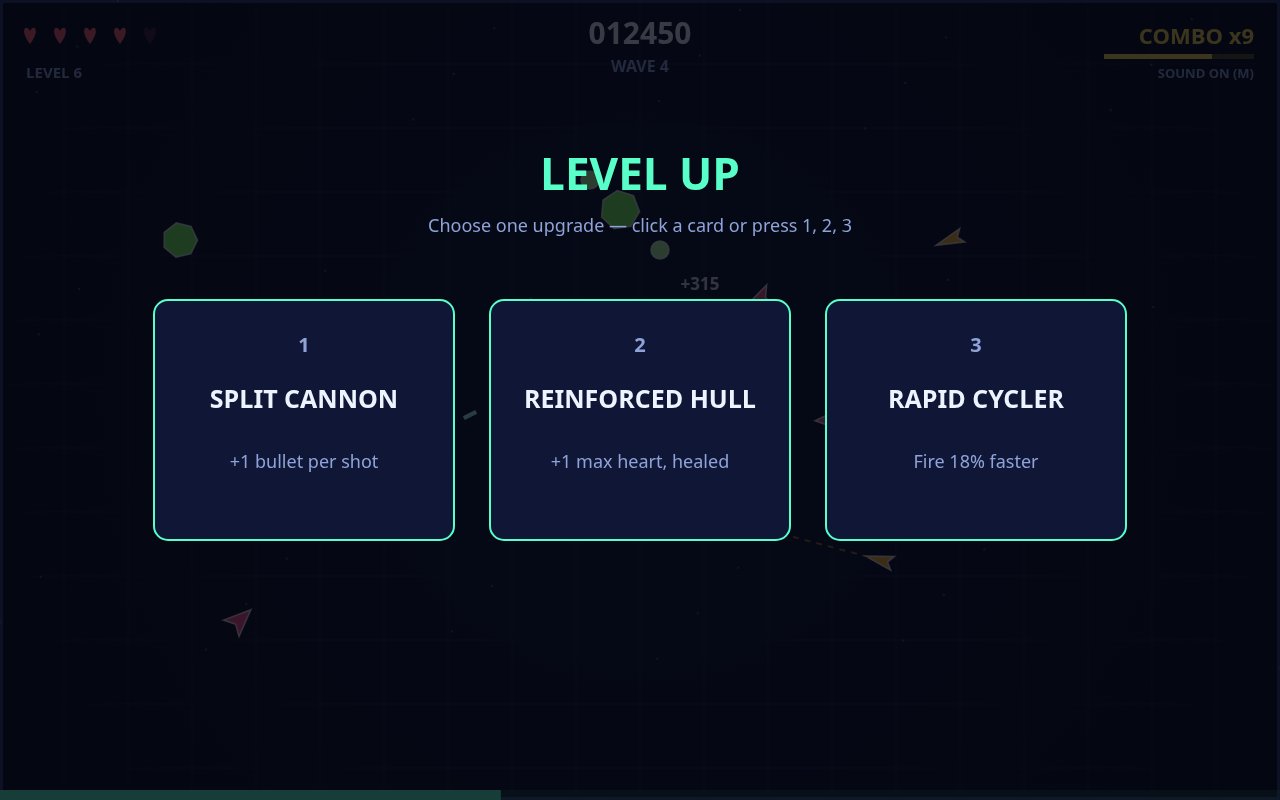 012450
COMBO x9
LEVEL 6
WAVE 4
SOUND ON (M)
LEVEL UP
Choose one upgrade — click a card or press 1, 2, 3
+315
1
SPLIT CANNON
+1 bullet per shot
2
REINFORCED HULL
+1 max heart, healed
3
RAPID CYCLER
Fire 18% faster